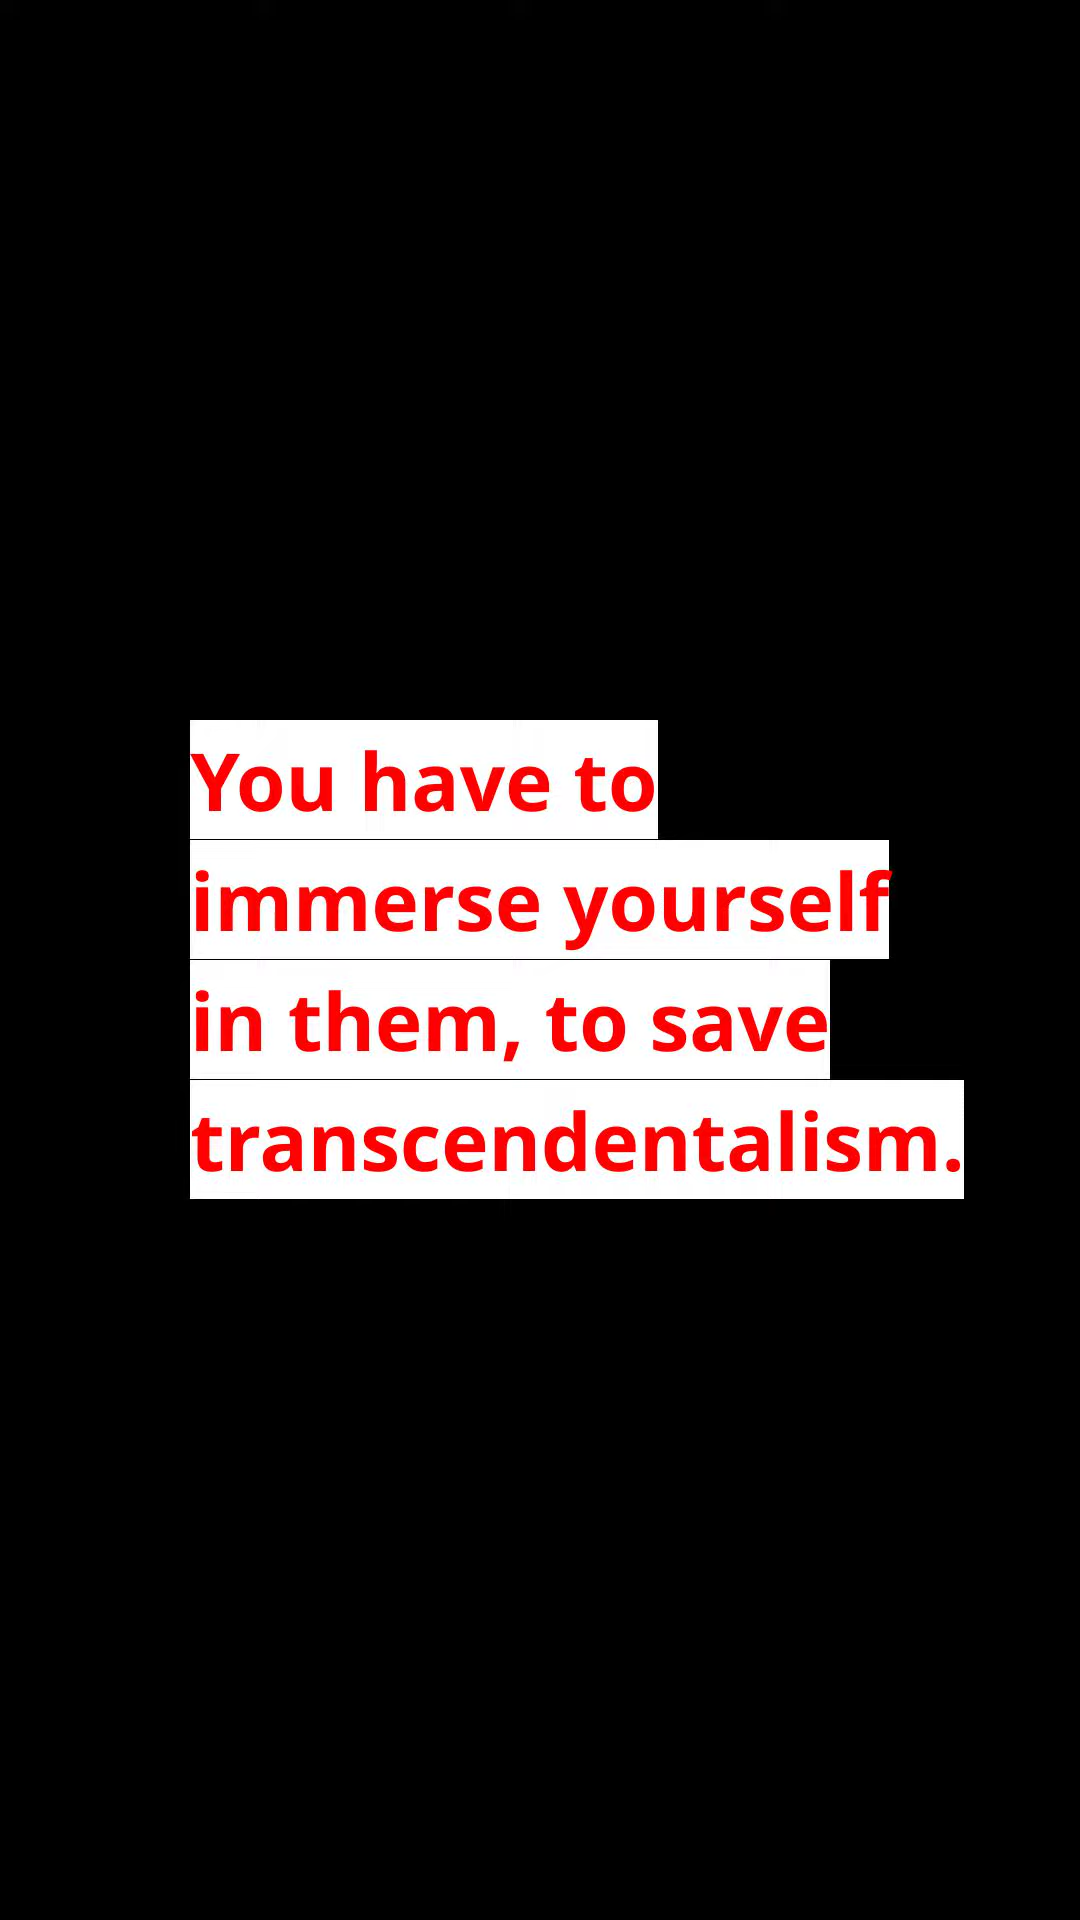 You have to
immerse yourself
in them, to save
transcendentalism.